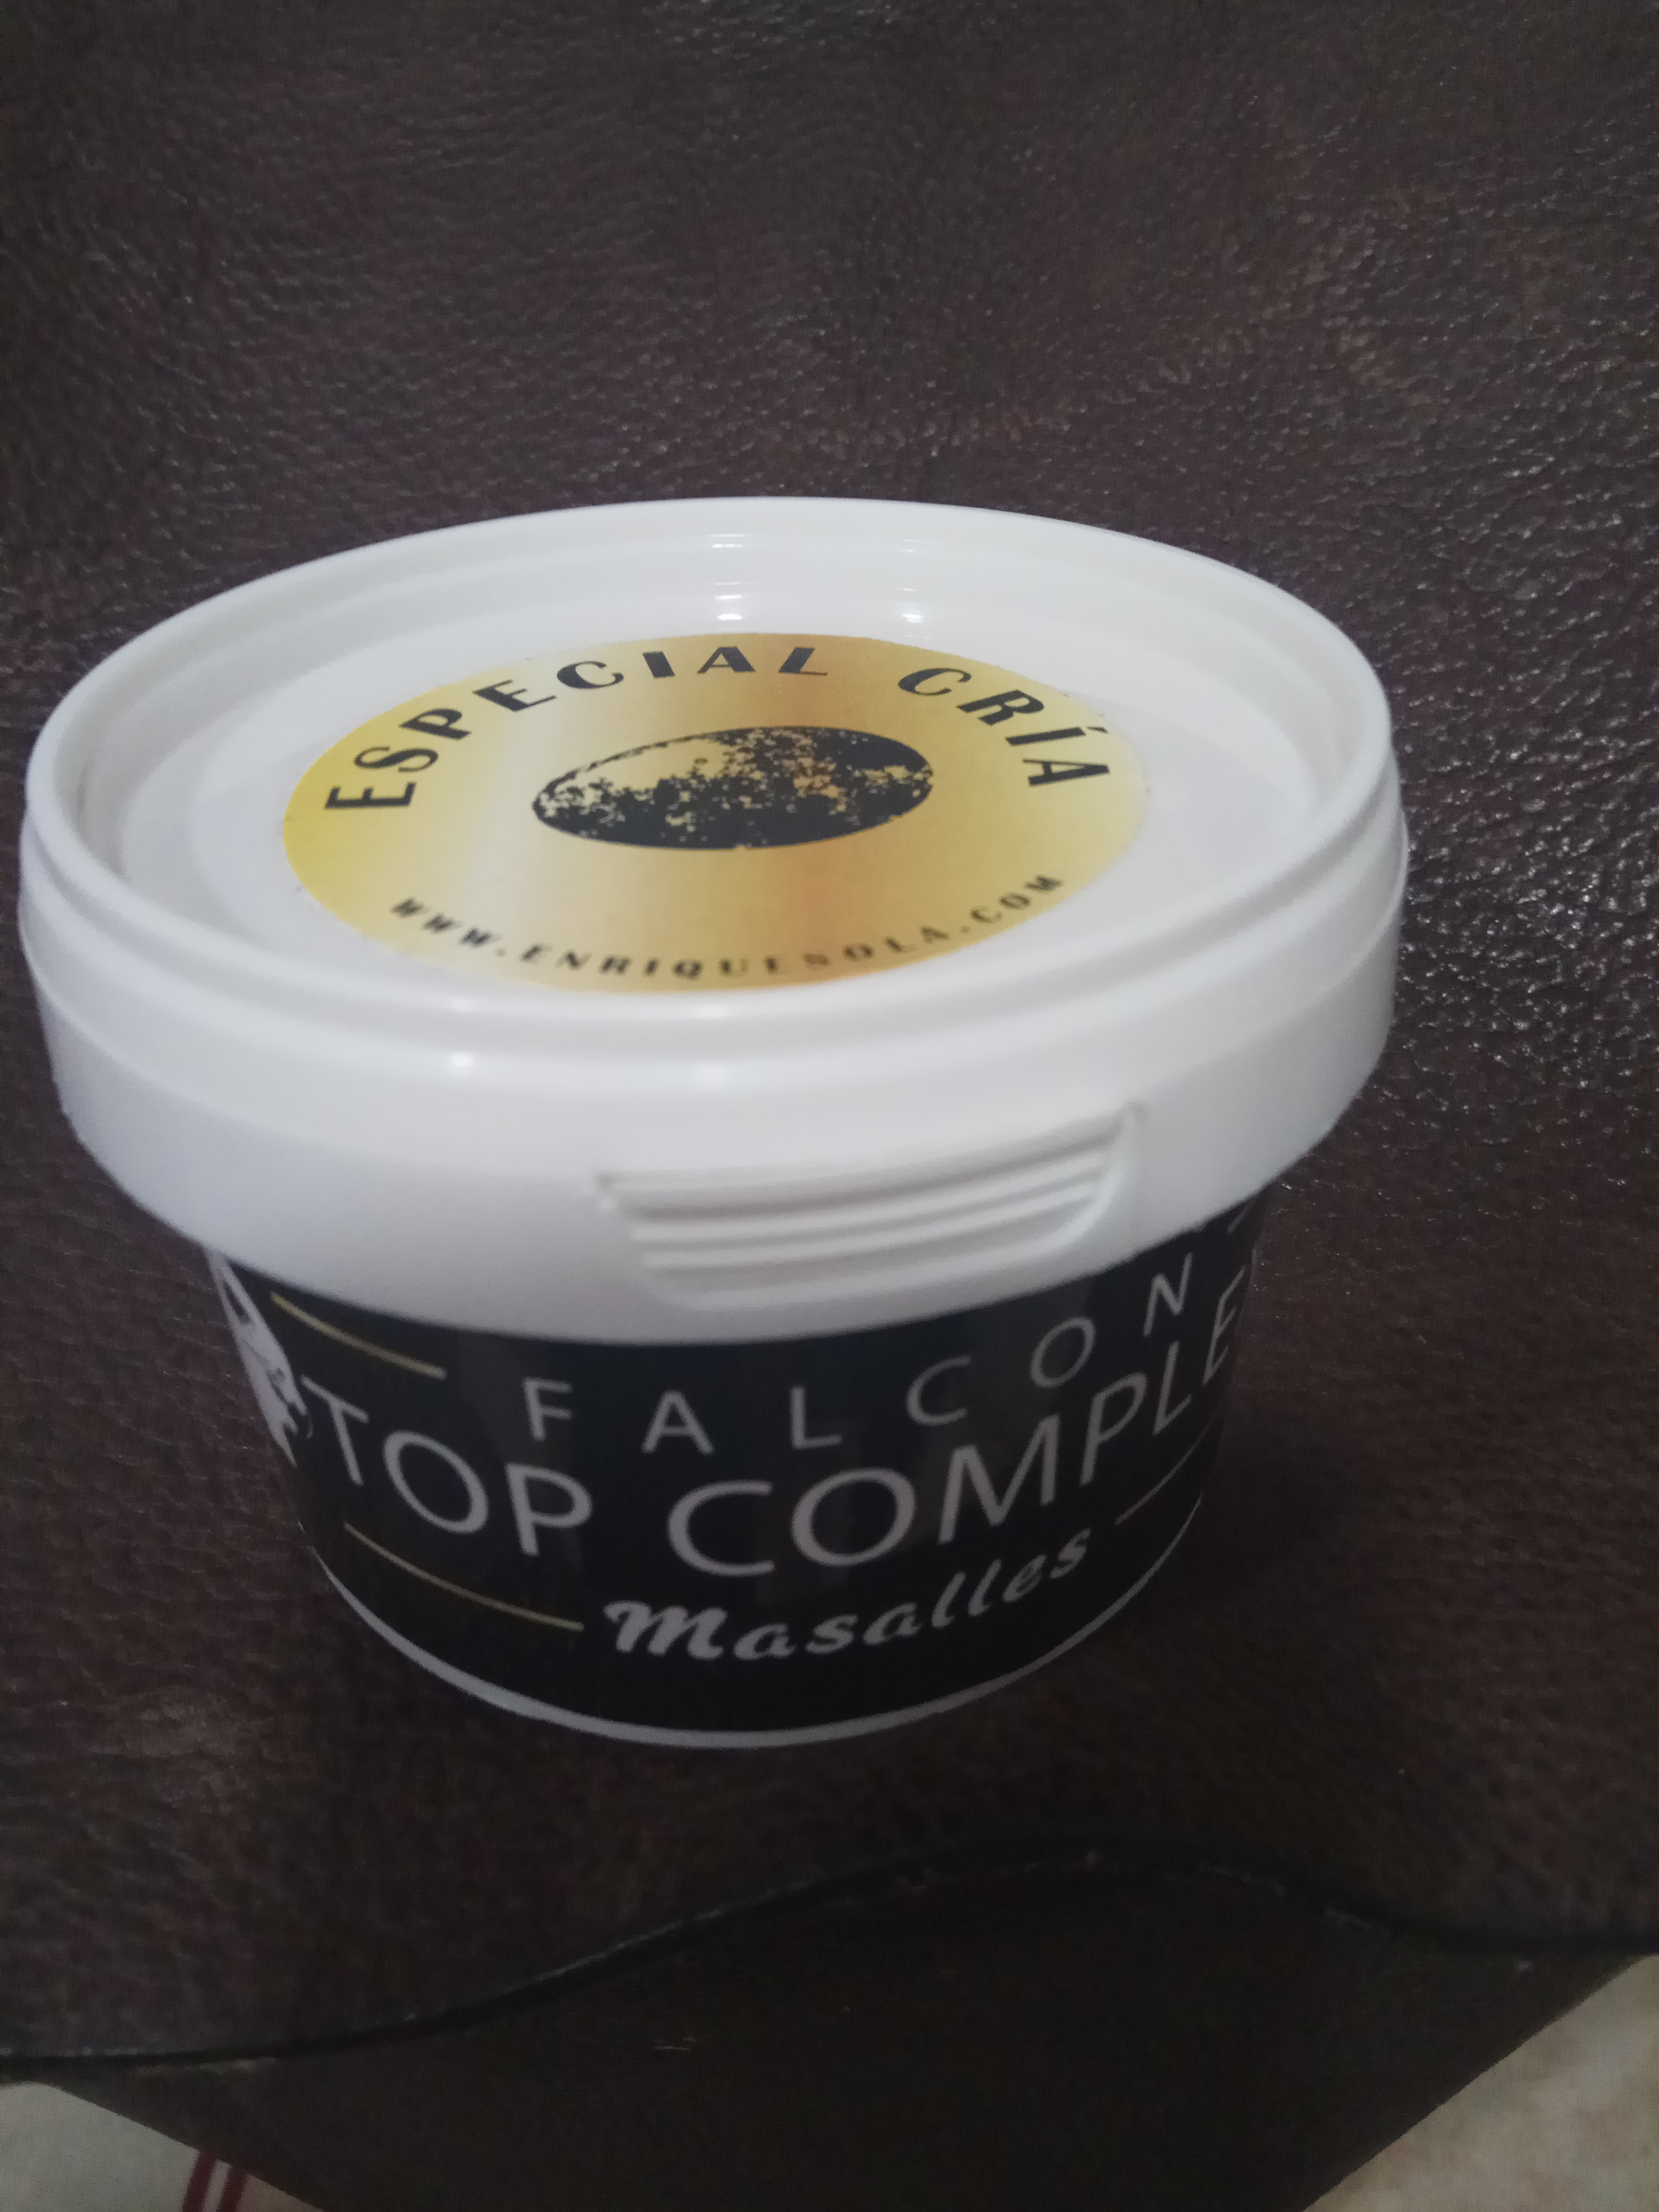 ESPECIAL CRÍA
WWW.ENRIQUESOLA.COM
FALCON
TOP COMPLE
Masalles